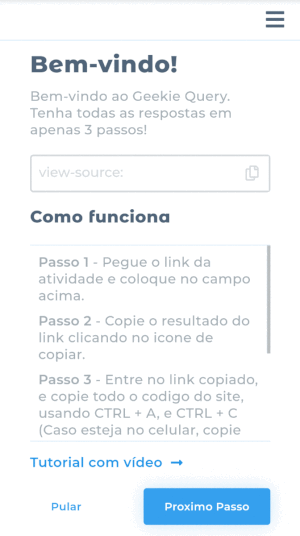 Bem-vindo!
Bem-vindo ao Geekie Query.
Tenha todas as respostas em
apenas 3 passos!
view-source:
Como funciona
Passo 1 - Pegue o link da
atividade e coloque no campo
acima.
Passo 2 - Copie o resultado do
link clicando no icone de
copiar.
Passo 3 - Entre no link copiado,
e copie todo o codigo do site,
usando CTRL + A, e CTRL + C
(Caso esteja no celular, copie
Tutorial com vídeo →
Pular
Proximo Passo